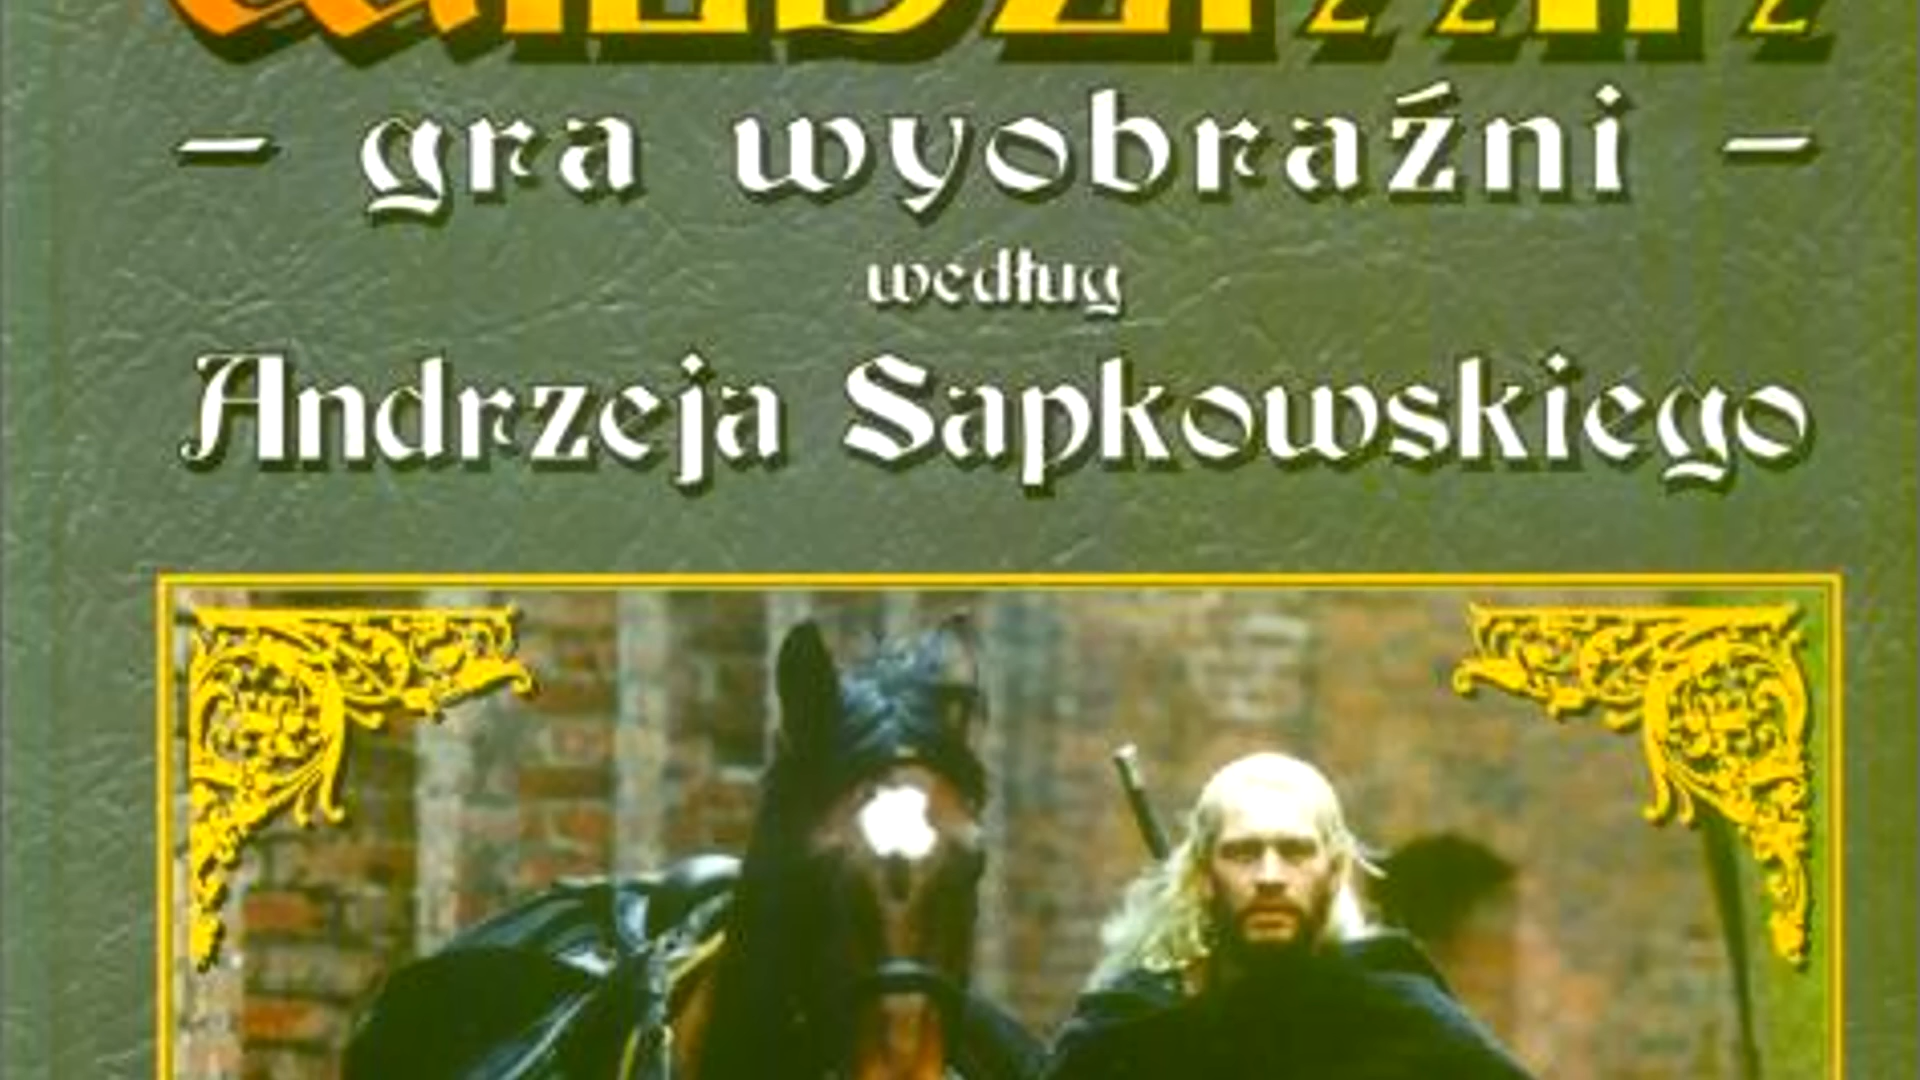 – gra wyobraźni –
według
Andrzeja Sapkowskiego